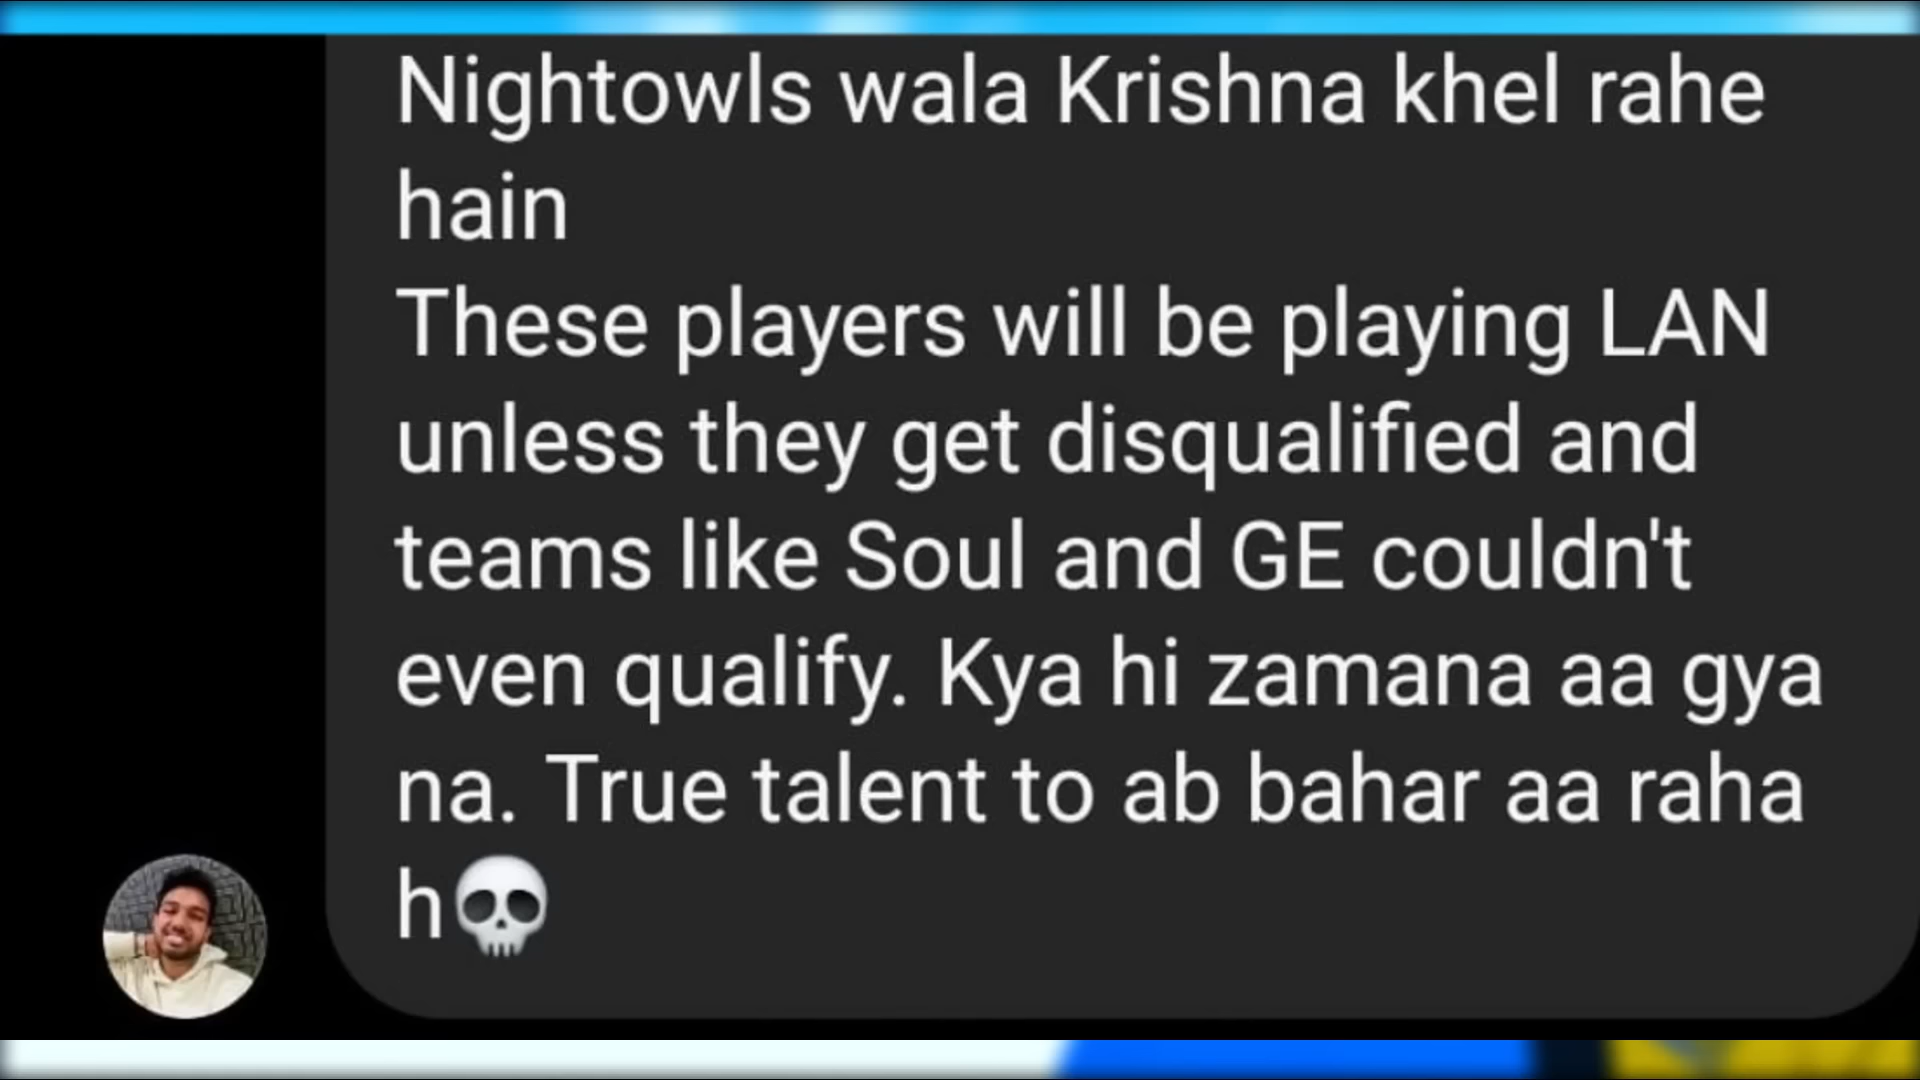 Nightowls wala Krishna khel rahe
hain
These players will be playing LAN
unless they get disqualified and
teams like Soul and GE couldn't
even qualify. Kya hi zamana aa gya
na. True talent to ab bahar aa raha
h💀